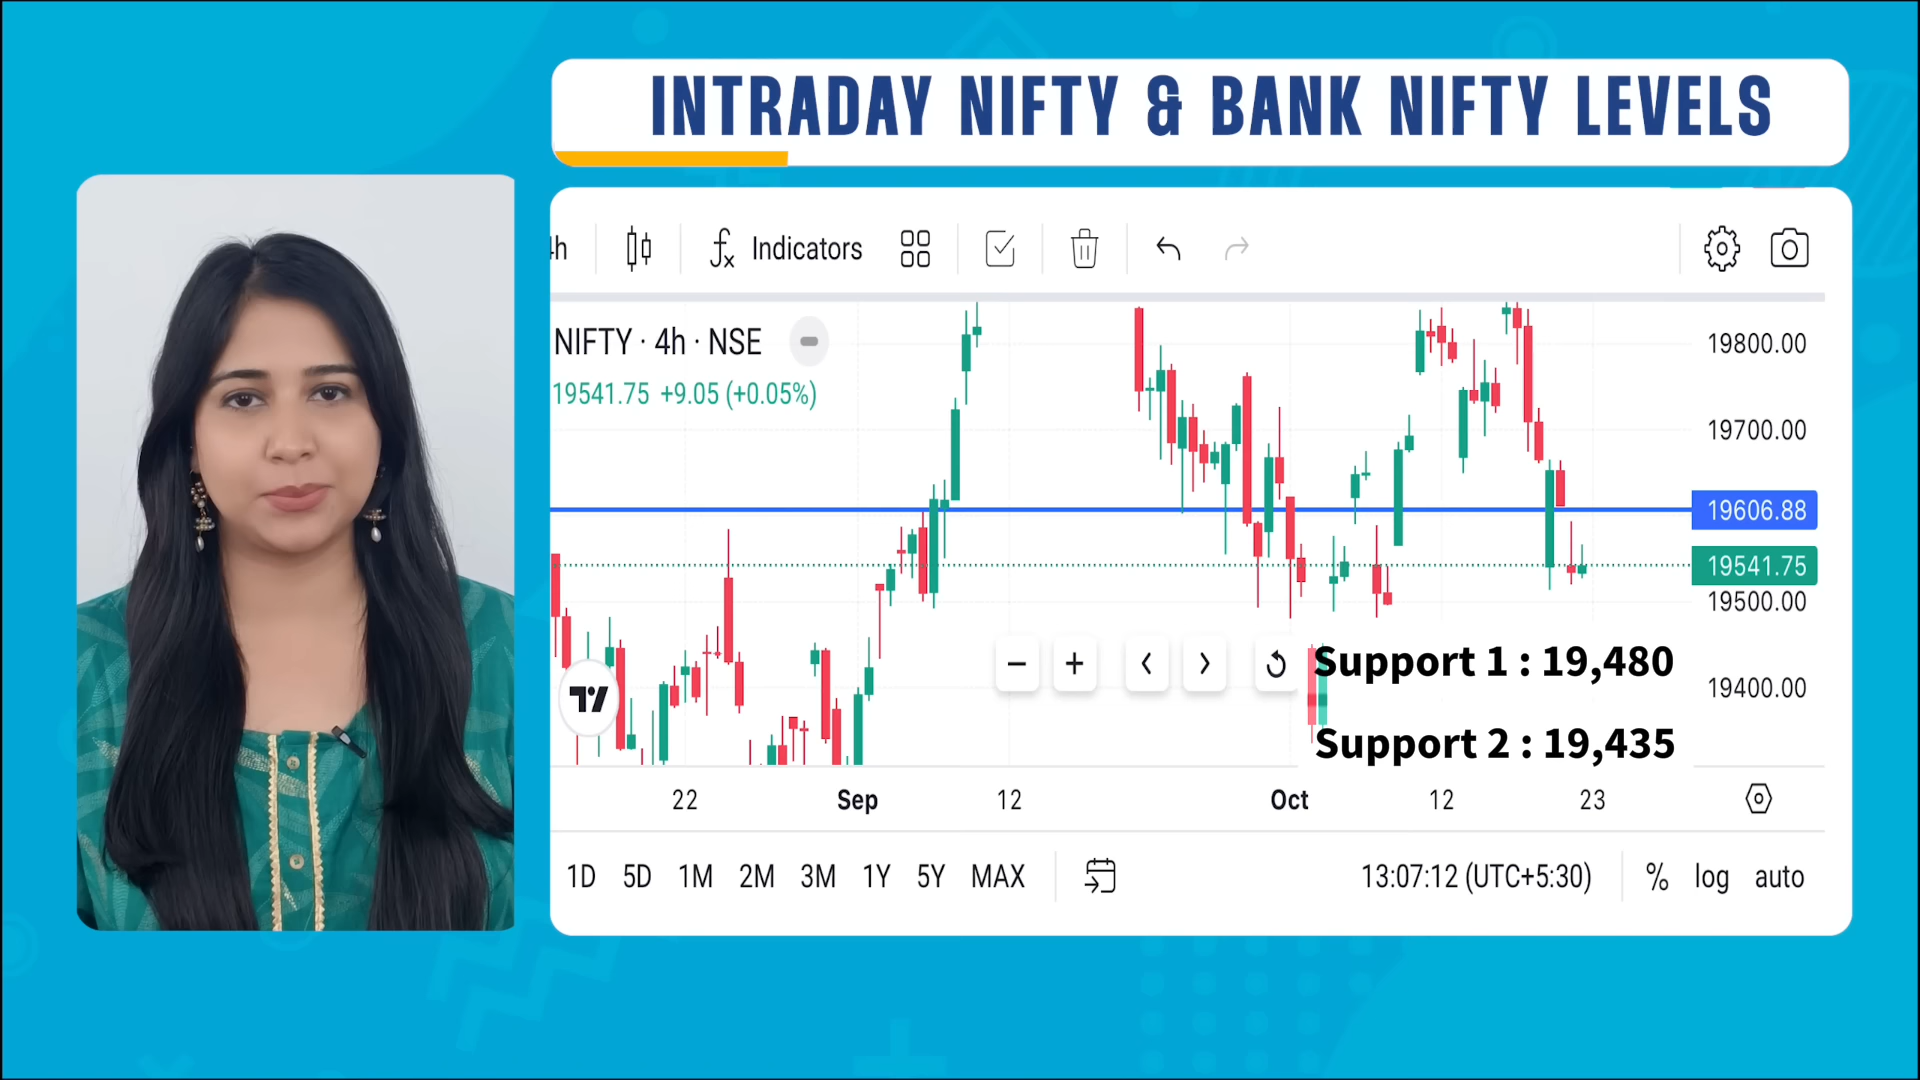 INTRADAY NIFTY & BANK NIFTY LEVELS
Indicators
NIFTY · 4h · NSE
19541.75 +9.05 (+0.05%)
19800.00
19700.00
19606.88
19541.75
19500.00
19400.00
Support 1 : 19,480
Support 2 : 19,435
22 Sep 12 Oct 12 23
1D 5D 1M 2M 3M 1Y 5Y MAX
13:07:12 (UTC+5:30) % log auto